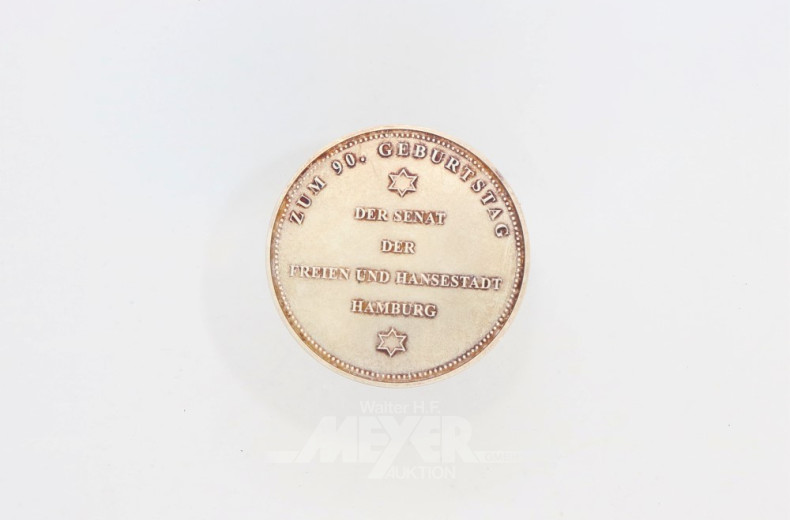 ZUM 90. GEBURTSTAG
DER SENAT
DER
FREIEN UND HANSESTADT
HAMBURG
Walter H.F.
MEYER
AUKTION